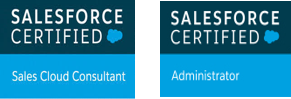 SALESFORCE
CERTIFIED
Sales Cloud Consultant
SALESFORCE
CERTIFIED
Administrator